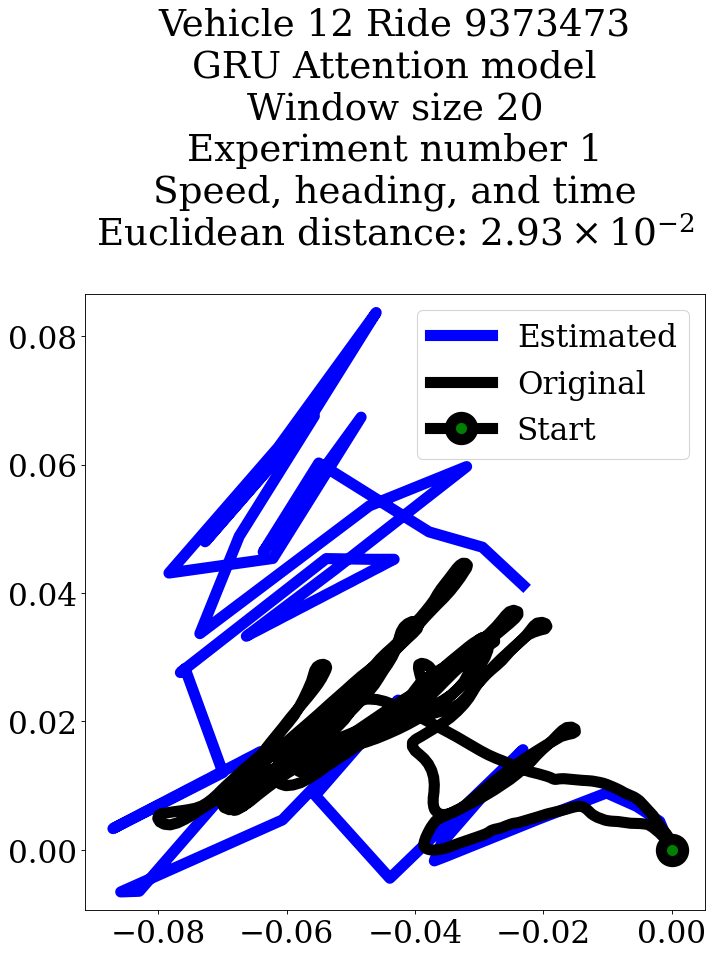 Vehicle 12 Ride 9373473
GRU Attention model
Window size 20
Experiment number 1
Speed, heading, and time
Euclidean distance: 2.93 × 10⁻²
Estimated
Original
Start
0.08
0.06
0.04
0.02
0.00
−0.08 −0.06 −0.04 −0.02 0.00